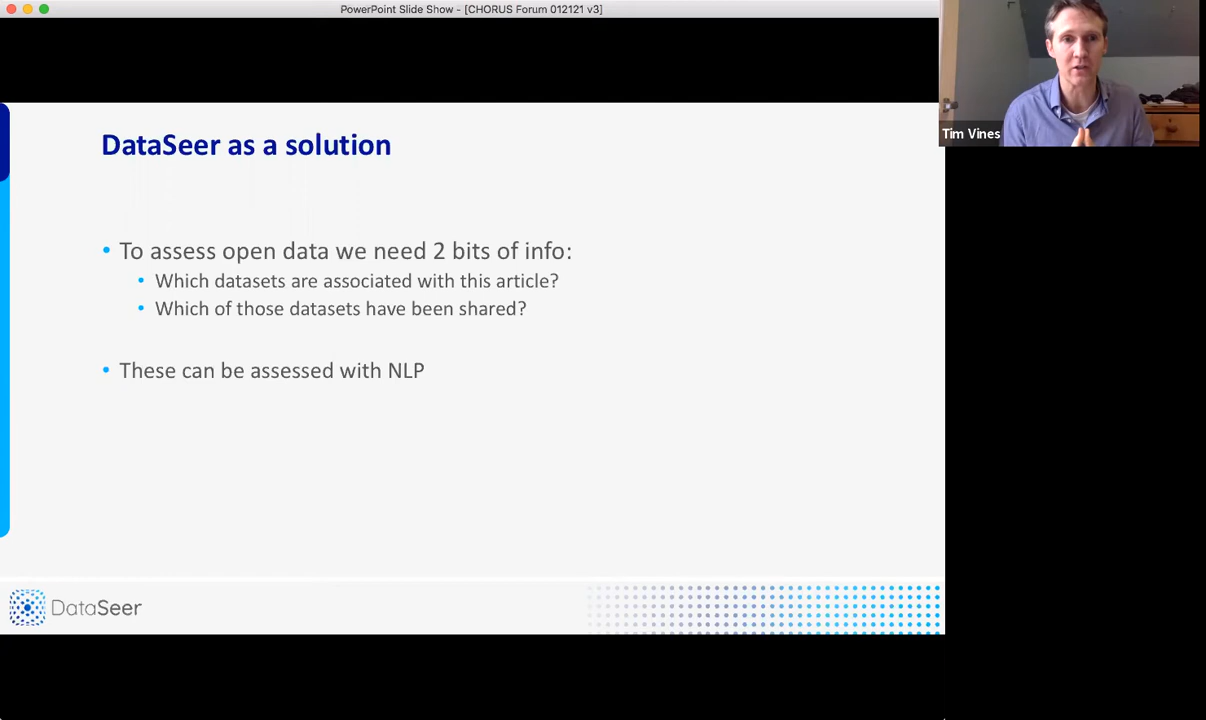 PowerPoint Slide Show - [CHORUS Forum 012121 v3]
Tim Vines
DataSeer as a solution
• To assess open data we need 2 bits of info:
• Which datasets are associated with this article?
• Which of those datasets have been shared?
• These can be assessed with NLP
DataSeer